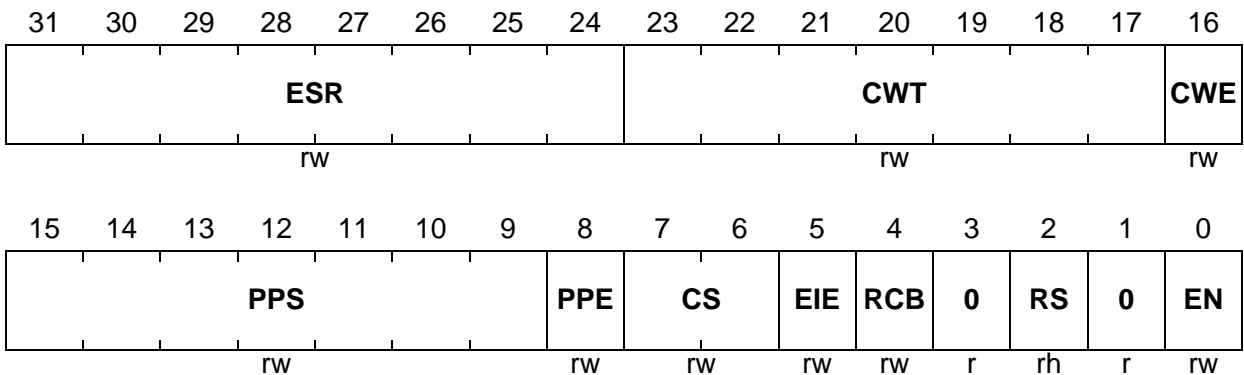 31 30 29 28 27 26 25 24 23 22 21 20 19 18 17 16
ESR CWT CWE
rw rw rw
15 14 13 12 11 10 9 8 7 6 5 4 3 2 1 0
PPS PPE CS EIE RCB 0 RS 0 EN
rw rw rw rw rw r rh r rw